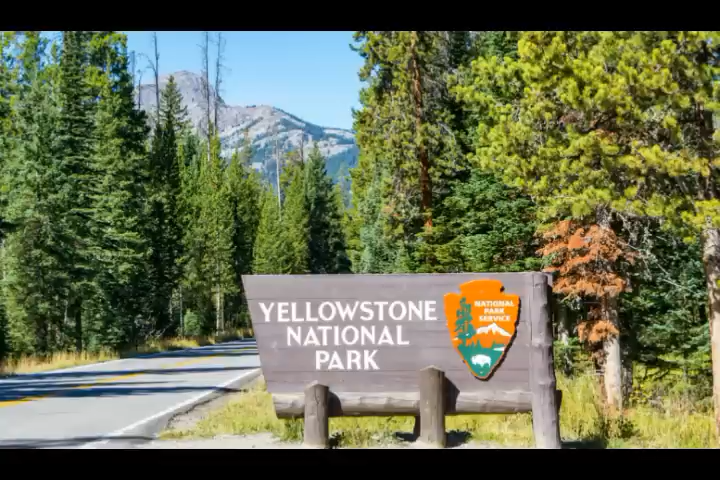 YELLOWSTONE
NATIONAL
PARK
NATIONAL
PARK
SERVICE